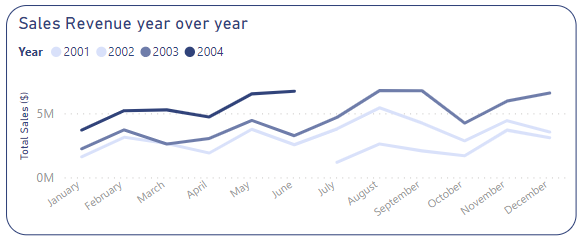 Sales Revenue year over year
Year 2001 2002 2003 2004
Total Sales ($)
5M
0M
January February March April May June July August September October November December